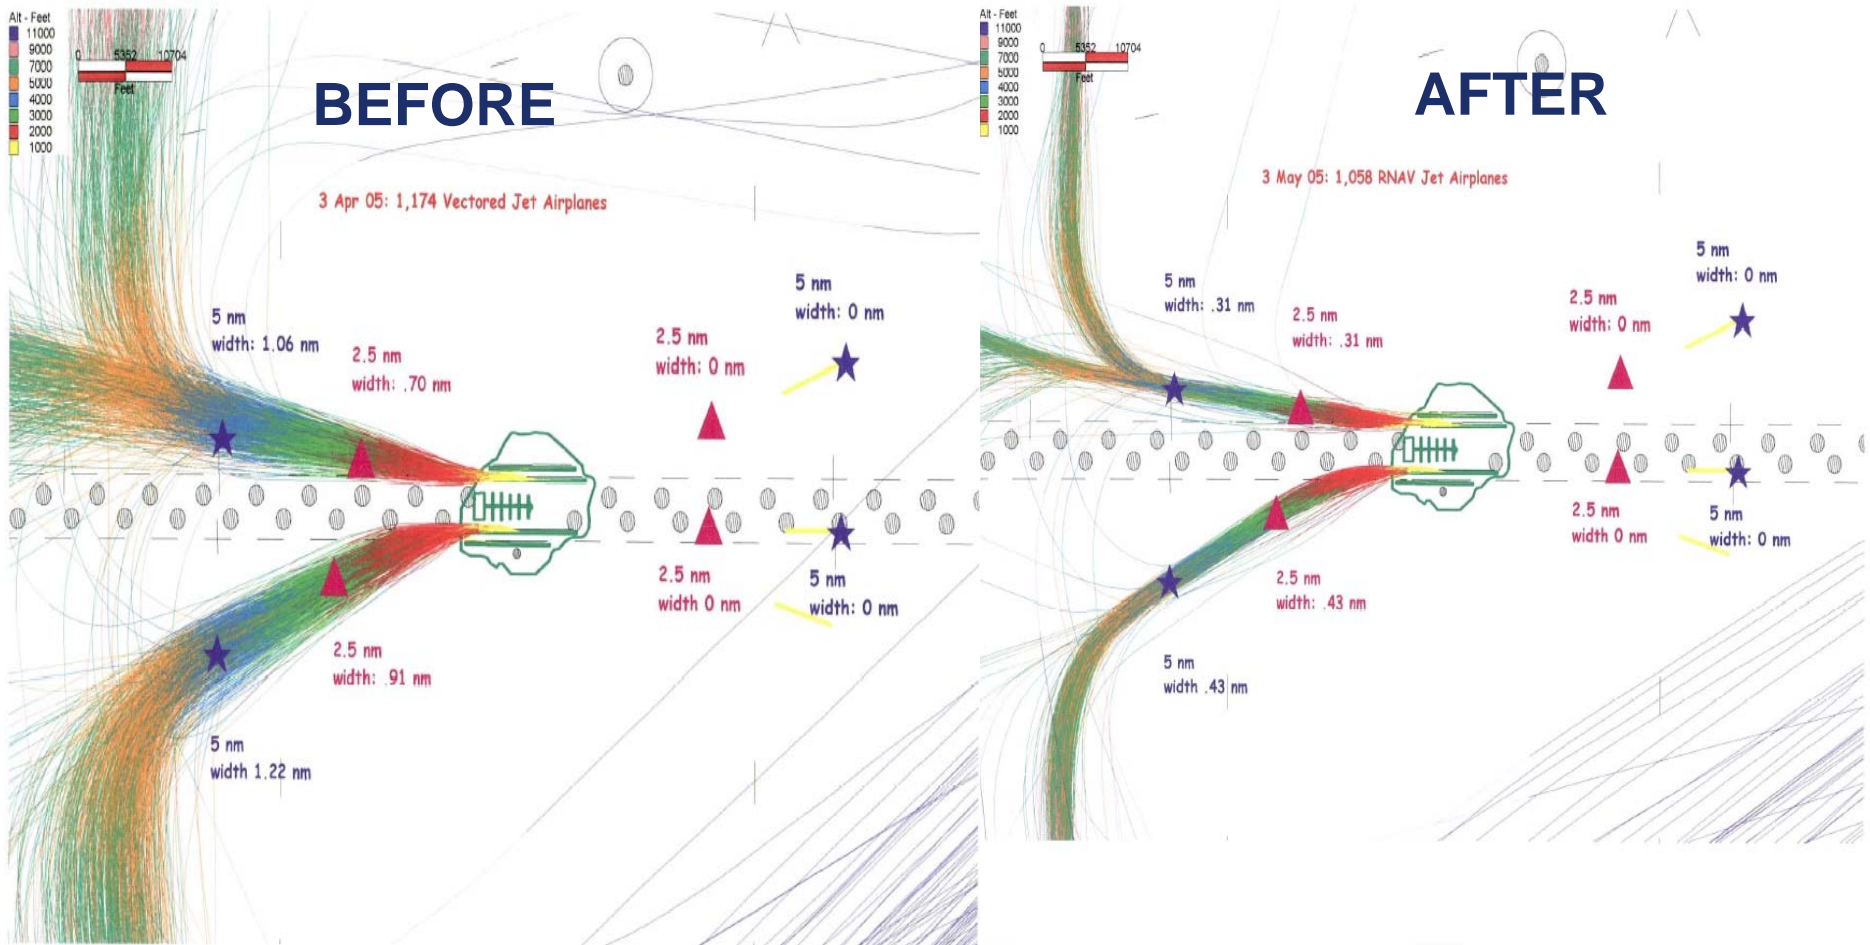 Alt - Feet
11000
9000
7000
5000
4000
3000
2000
1000
0 5352 10704
Feet
BEFORE
3 Apr 05: 1,174 Vectored Jet Airplanes
5 nm
width: 0 nm
5 nm
width: 1.06 nm
2.5 nm
width: 0 nm
2.5 nm
width: .70 nm
2.5 nm
width 0 nm
5 nm
width: 0 nm
2.5 nm
width: .91 nm
5 nm
width 1.22 nm
Alt - Feet
11000
9000
7000
5000
4000
3000
2000
1000
0 5352 10704
Feet
AFTER
3 May 05: 1,058 RNAV Jet Airplanes
5 nm
width: 0 nm
5 nm
width: .31 nm
2.5 nm
width: 0 nm
2.5 nm
width: .31 nm
2.5 nm
width 0 nm
5 nm
width: 0 nm
2.5 nm
width: .43 nm
5 nm
width .43 nm